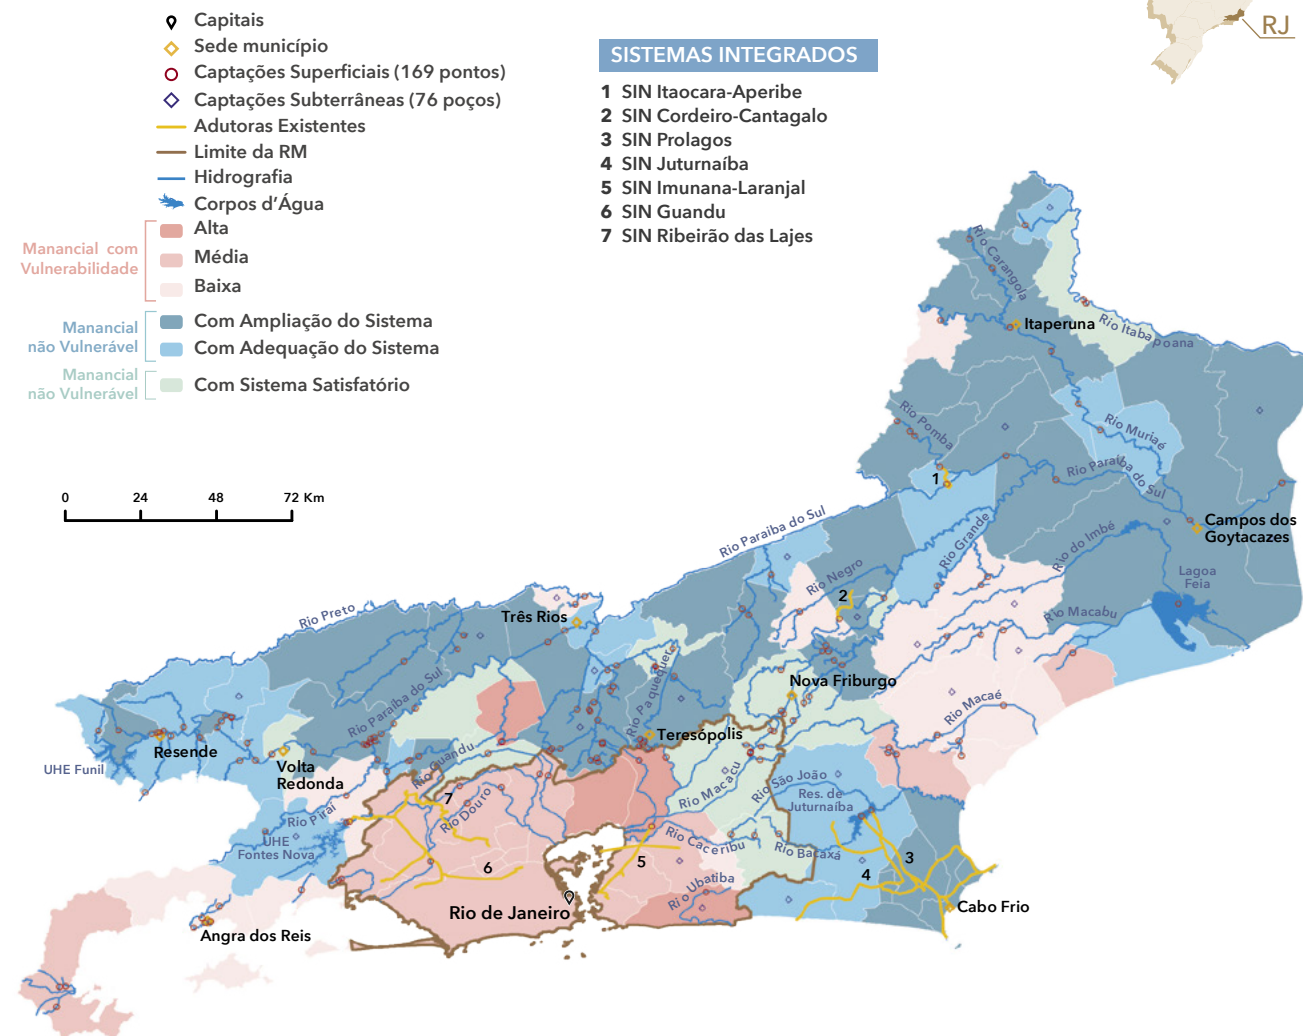 Capitais
Sede município
Captações Superficiais (169 pontos)
Captações Subterrâneas (76 poços)
Adutoras Existentes
Limite da RM
Hidrografia
Corpos d'Água
Manancial com
Vulnerabilidade
Alta
Média
Baixa
Manancial
não Vulnerável
Com Ampliação do Sistema
Com Adequação do Sistema
Manancial
não Vulnerável
Com Sistema Satisfatório
SISTEMAS INTEGRADOS
1 SIN Itaocara-Aperibe
2 SIN Cordeiro-Cantagalo
3 SIN Prolagos
4 SIN Juturnaíba
5 SIN Imunana-Laranjal
6 SIN Guandu
7 SIN Ribeirão das Lajes
RJ
0 24 48 72 Km
Rio Carangola
Itaperuna
Rio Itabapoana
Rio Pomba
Rio Muriaé
1
Rio Paraíba do Sul
Campos dos
Goytacazes
Rio Paraíba do Sul
Rio Grande
Rio do Imbé
Lagoa
Feia
Rio Negro
2
Rio Macabu
Rio Preto
Três Rios
Rio Paquequer
Nova Friburgo
Rio Macaé
Rio Paraíba do Sul
Teresópolis
Resende
UHE Funil
Volta
Redonda
Rio Guandu
Rio Macacu
Rio São João
Res. de
Juturnaíba
7
Rio Douro
Rio Piraí
UHE
Fontes Nova
Rio Caceribu
Rio Bacaxá
3
4
5
6
Rio Ubatiba
Rio de Janeiro
Cabo Frio
Angra dos Reis